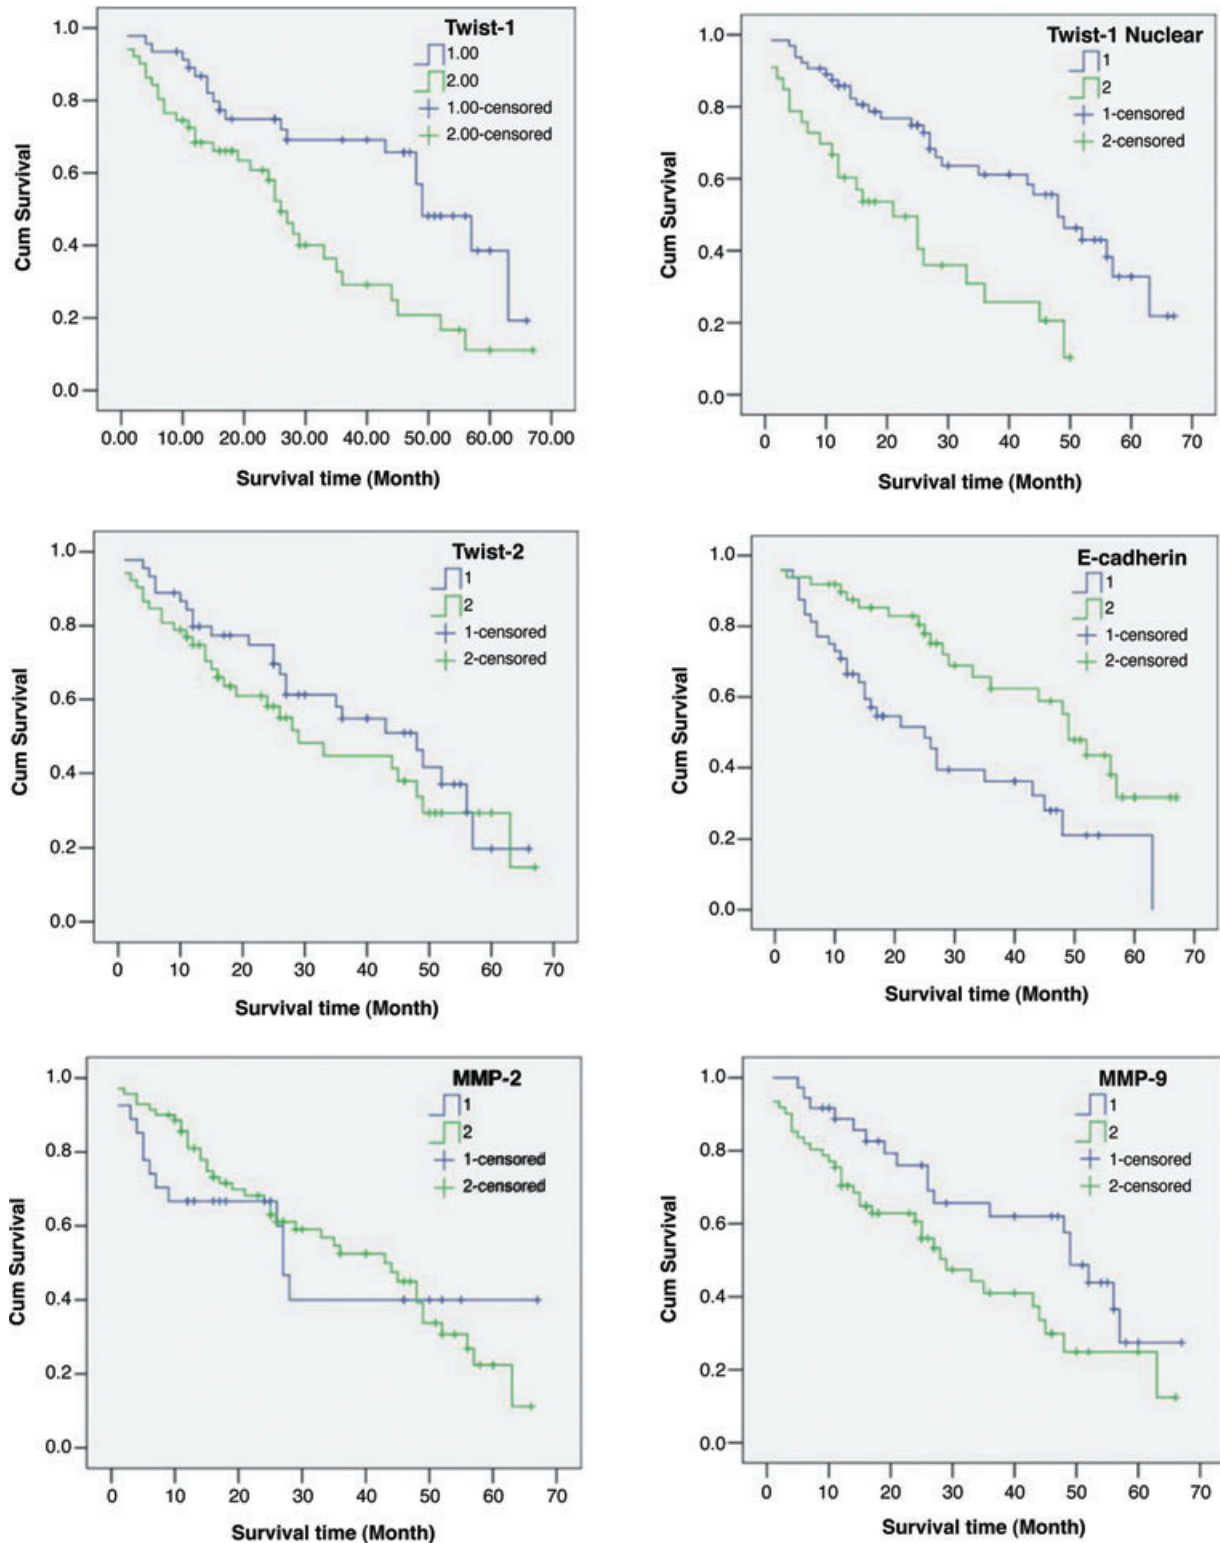 Twist-1
1.00
2.00
1.00-censored
2.00-censored
1.0
0.8
0.6
0.4
0.2
0.0
Cum Survival
0.00 10.00 20.00 30.00 40.00 50.00 60.00 70.00
Survival time (Month)
Twist-1 Nuclear
1
2
1-censored
2-censored
1.0
0.8
0.6
0.4
0.2
0.0
Cum Survival
0 10 20 30 40 50 60 70
Survival time (Month)
Twist-2
1
2
1-censored
2-censored
1.0
0.8
0.6
0.4
0.2
0.0
Cum Survival
0 10 20 30 40 50 60 70
Survival time (Month)
E-cadherin
1
2
1-censored
2-censored
1.0
0.8
0.6
0.4
0.2
0.0
Cum Survival
0 10 20 30 40 50 60 70
Survival time (Month)
MMP-2
1
2
1-censored
2-censored
1.0
0.8
0.6
0.4
0.2
0.0
Cum Survival
0 10 20 30 40 50 60 70
Survival time (Month)
MMP-9
1
2
1-censored
2-censored
1.0
0.8
0.6
0.4
0.2
0.0
Cum Survival
0 10 20 30 40 50 60 70
Survival time (Month)